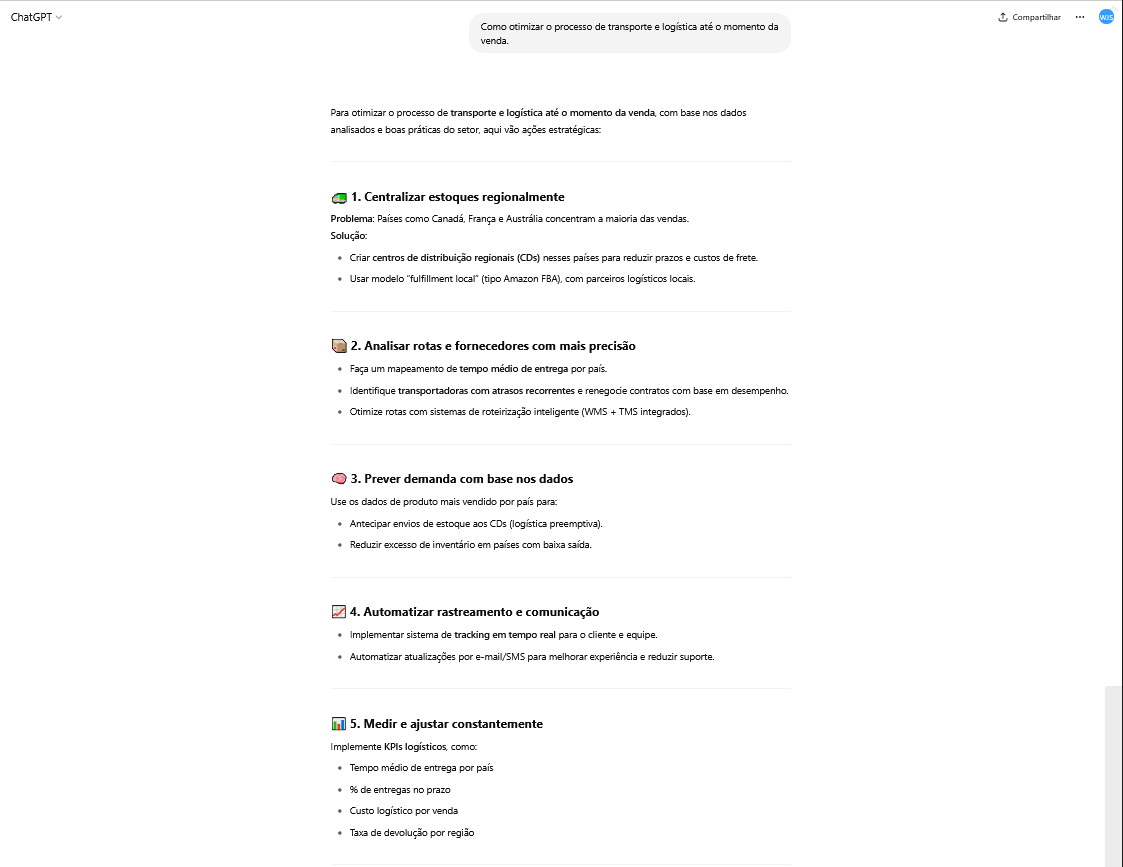 ChatGPT
Compartilhar
WJS
Como otimizar o processo de transporte e logística até o momento da
venda.
Para otimizar o processo de transporte e logística até o momento da venda, com base nos dados
analisados e boas práticas do setor, aqui vão ações estratégicas:
1. Centralizar estoques regionalmente
Problema: Países como Canadá, França e Austrália concentram a maioria das vendas.
Solução:
• Criar centros de distribuição regionais (CDs) nesses países para reduzir prazos e custos de frete.
• Usar modelo "fulfillment local" (tipo Amazon FBA), com parceiros logísticos locais.
2. Analisar rotas e fornecedores com mais precisão
• Faça um mapeamento de tempo médio de entrega por país.
• Identifique transportadoras com atrasos recorrentes e renegocie contratos com base em desempenho.
• Otimize rotas com sistemas de roteirização inteligente (WMS + TMS integrados).
3. Prever demanda com base nos dados
Use os dados de produto mais vendido por país para:
• Antecipar envios de estoque aos CDs (logística preemptiva).
• Reduzir excesso de inventário em países com baixa saída.
4. Automatizar rastreamento e comunicação
• Implementar sistema de tracking em tempo real para o cliente e equipe.
• Automatizar atualizações por e-mail/SMS para melhorar experiência e reduzir suporte.
5. Medir e ajustar constantemente
Implemente KPIs logísticos, como:
• Tempo médio de entrega por país
• % de entregas no prazo
• Custo logístico por venda
• Taxa de devolução por região